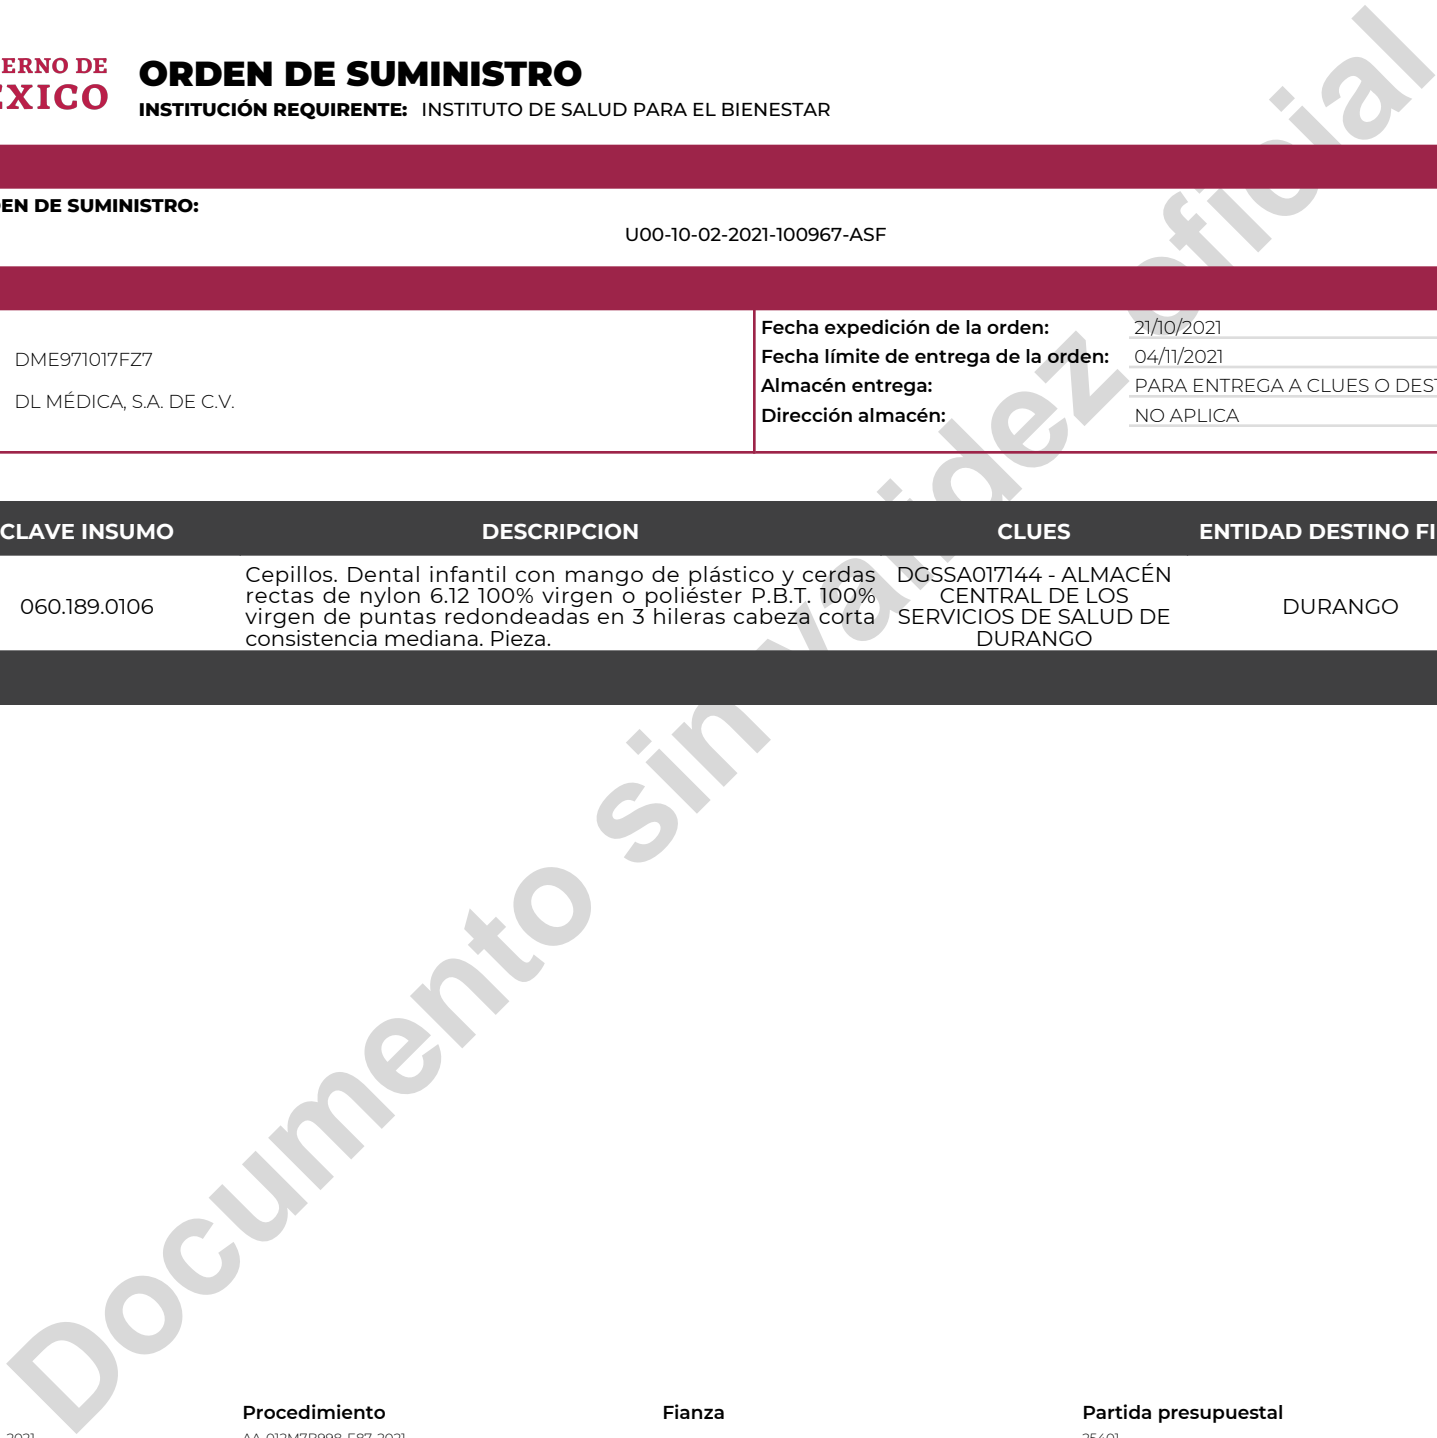 ERNO DE
EXICO
ORDEN DE SUMINISTRO
INSTITUCIÓN REQUIRENTE: INSTITUTO DE SALUD PARA EL BIENESTAR
EN DE SUMINISTRO:
U00-10-02-2021-100967-ASF
DME971017FZ7
DL MÉDICA, S.A. DE C.V.
Fecha expedición de la orden: 21/10/2021
Fecha límite de entrega de la orden: 04/11/2021
Almacén entrega: PARA ENTREGA A CLUES O DEST
Dirección almacén: NO APLICA
CLAVE INSUMO DESCRIPCION CLUES ENTIDAD DESTINO FI
060.189.0106
Cepillos. Dental infantil con mango de plástico y cerdas
rectas de nylon 6.12 100% virgen o poliéster P.B.T. 100%
virgen de puntas redondeadas en 3 hileras cabeza corta
consistencia mediana. Pieza.
DGSSA017144 - ALMACÉN
CENTRAL DE LOS
SERVICIOS DE SALUD DE
DURANGO
DURANGO
Documento sin validez oficial
Procedimiento Fianza Partida presupuestal